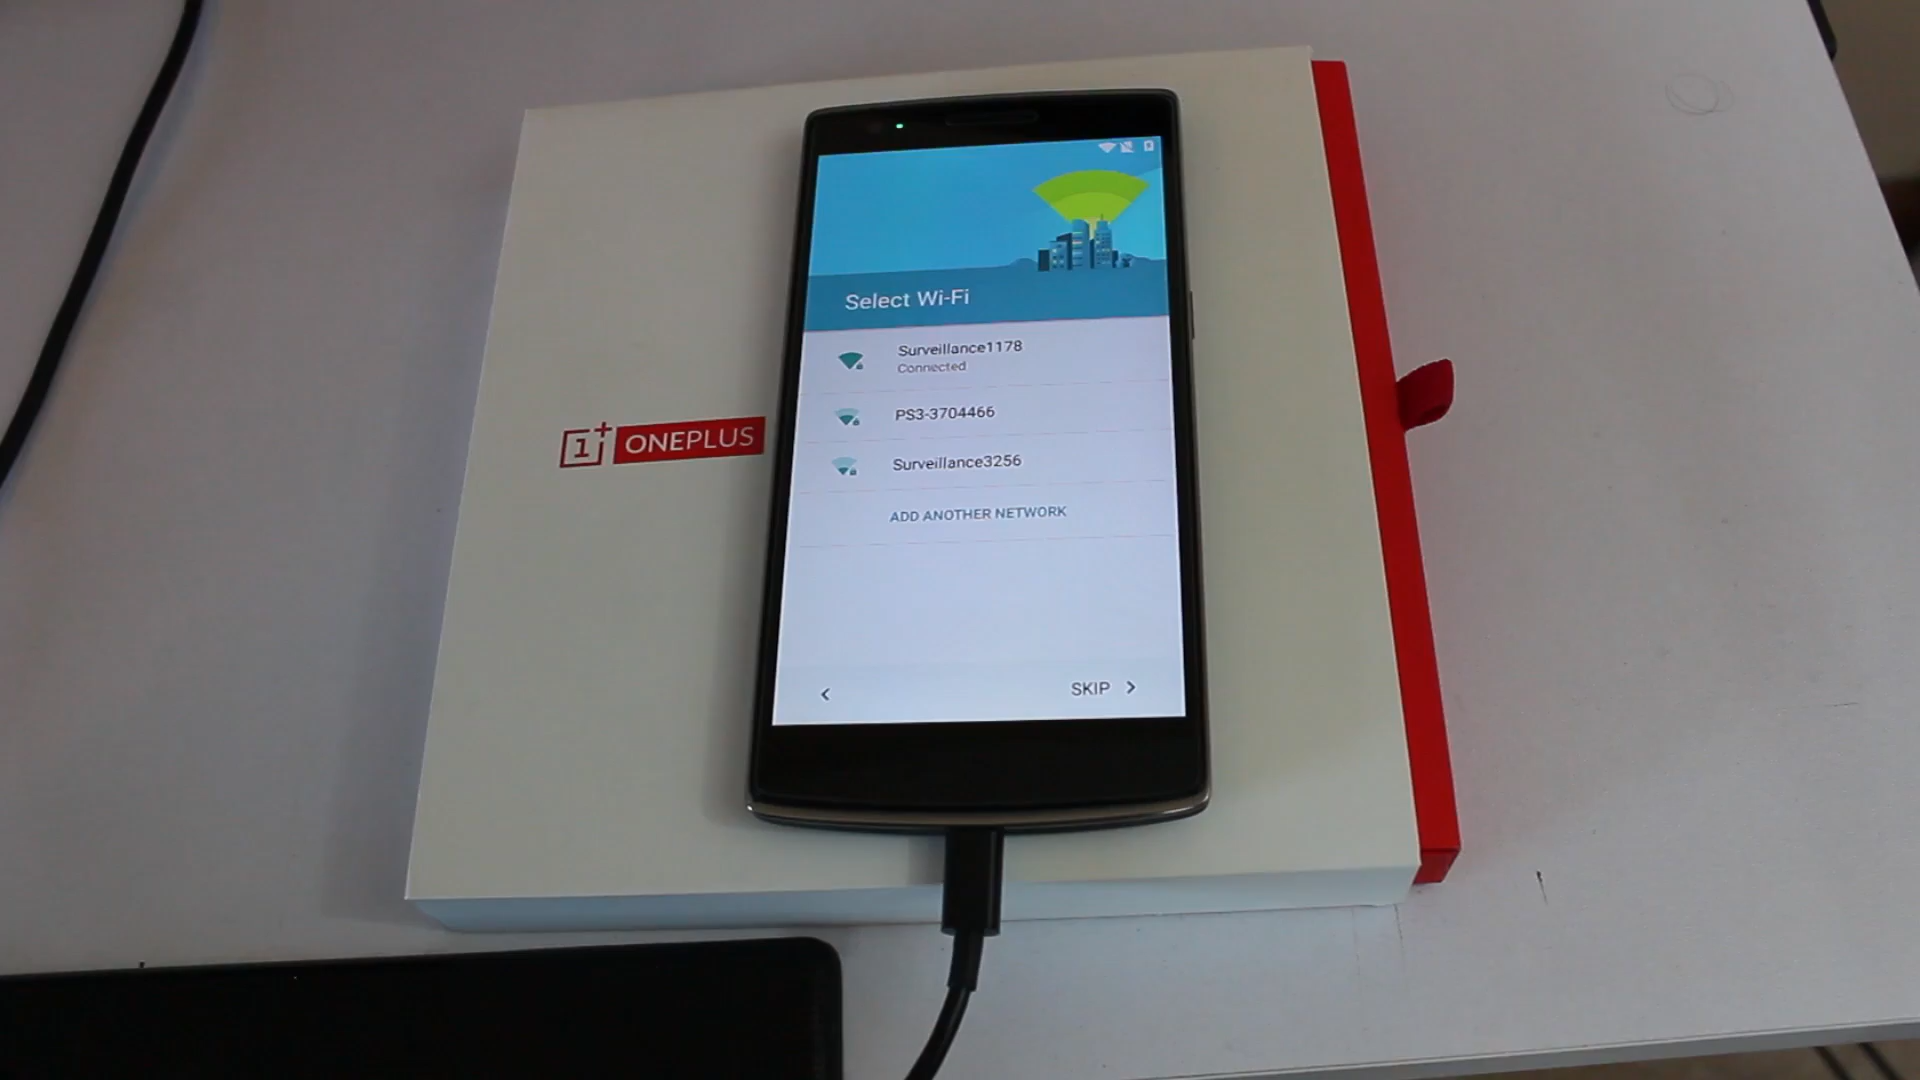 Select Wi-Fi
Surveillance1178
Connected
PS3-3704466
Surveillance3256
ADD ANOTHER NETWORK
SKIP
1+ ONEPLUS